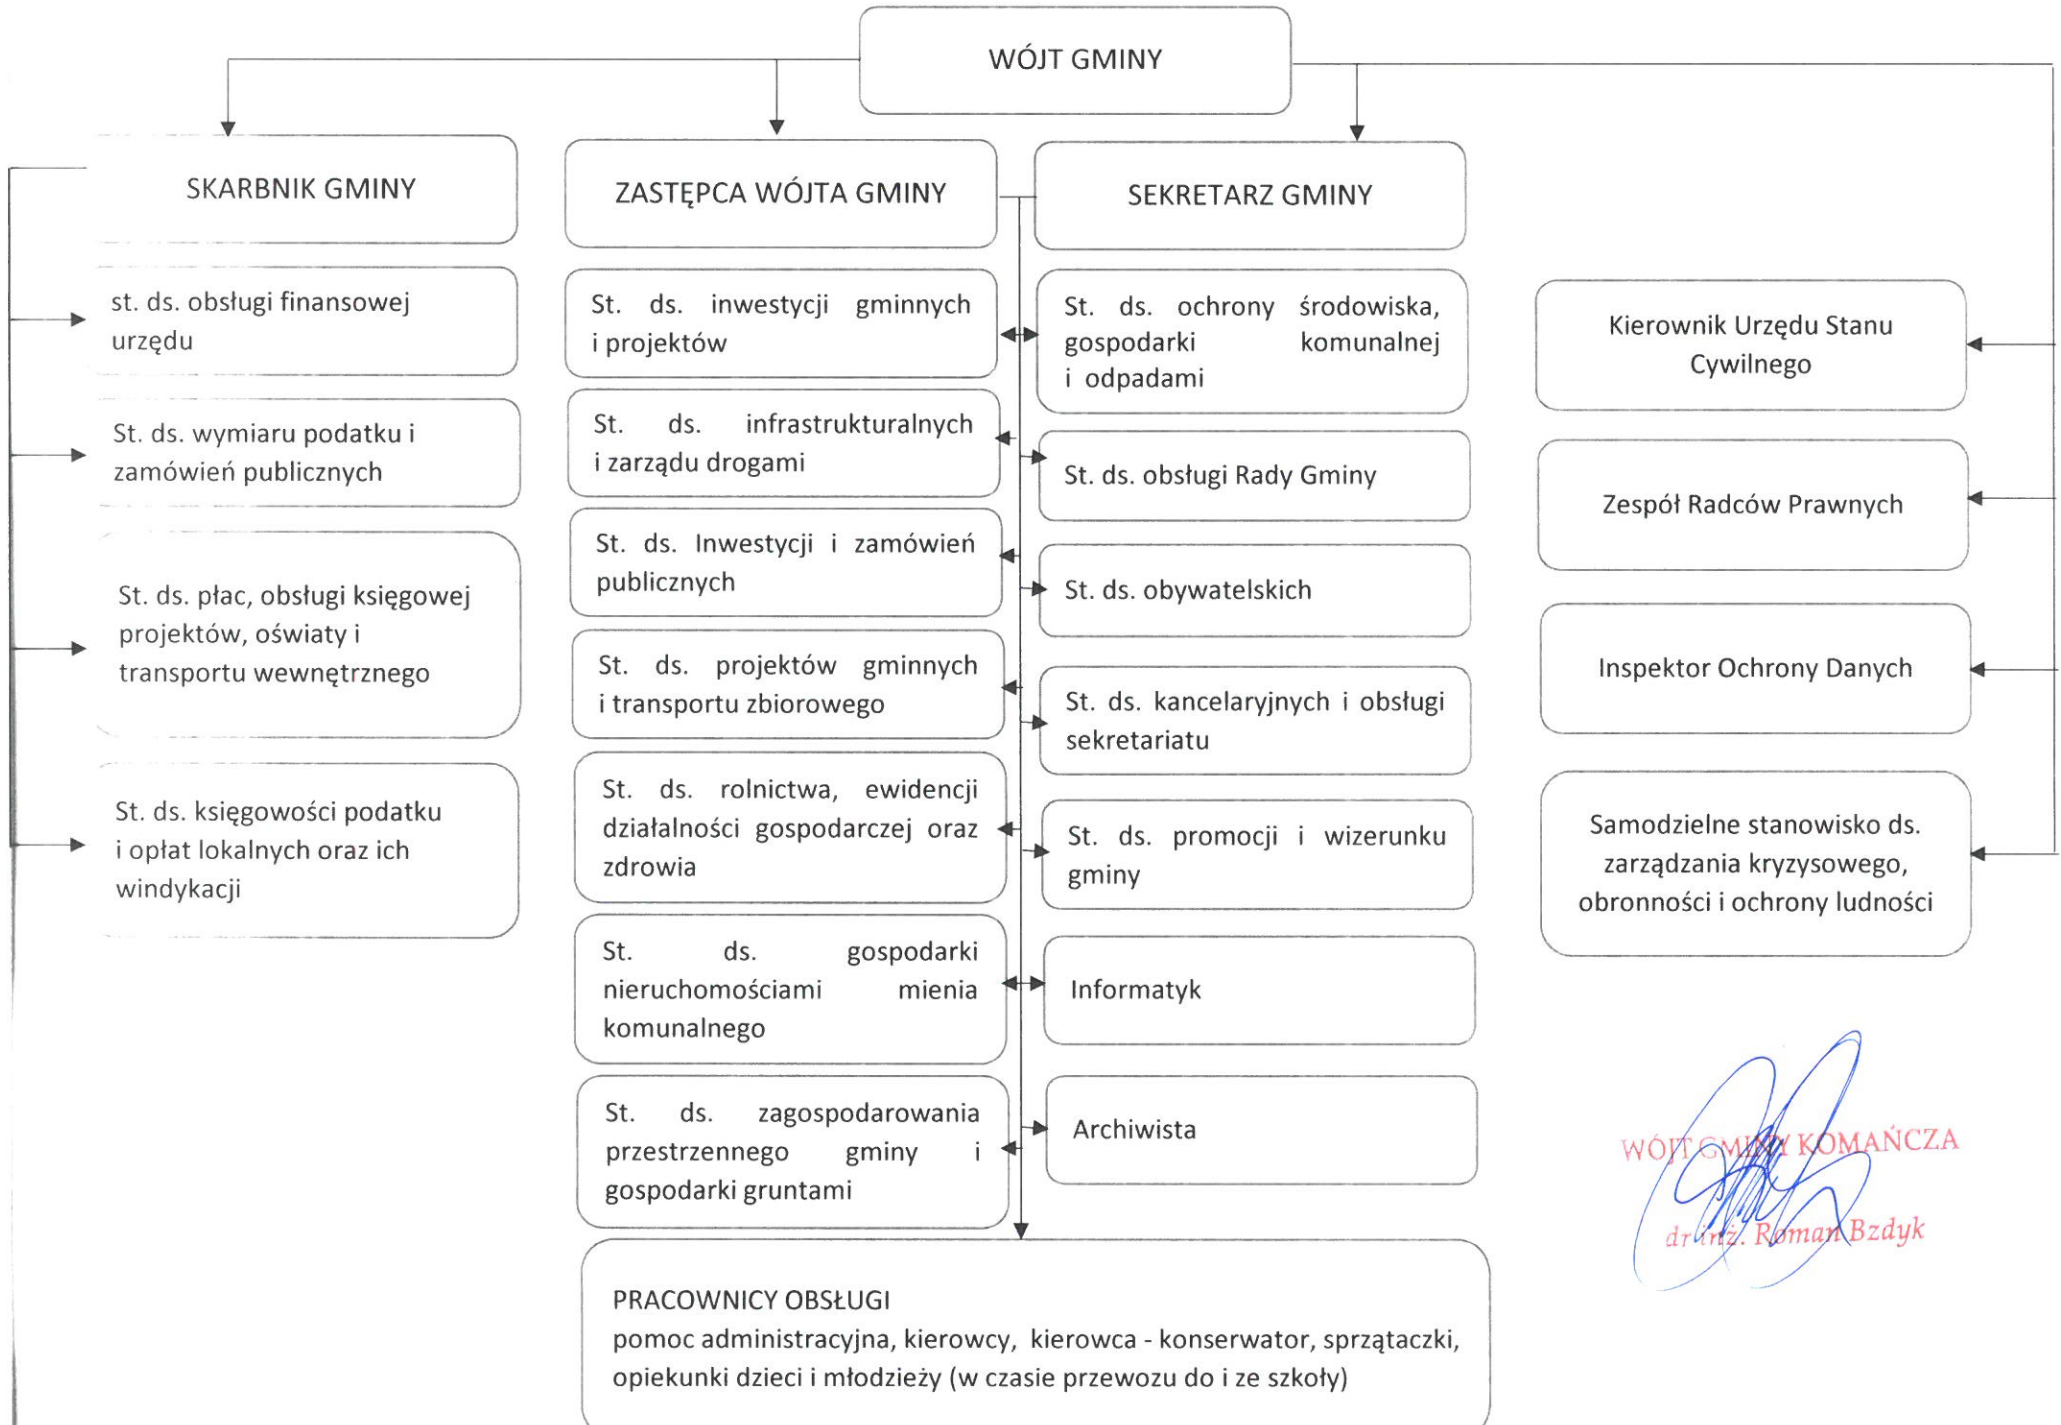 WÓJT GMINY
SKARBNIK GMINY
st. ds. obsługi finansowej
urzędu
St. ds. wymiaru podatku i
zamówień publicznych
St. ds. płac, obsługi księgowej
projektów, oświaty i
transportu wewnętrznego
St. ds. księgowości podatku
i opłat lokalnych oraz ich
windykacji
ZASTĘPCA WÓJTA GMINY
St. ds. inwestycji gminnych
i projektów
St. ds. infrastrukturalnych
i zarządu drogami
St. ds. Inwestycji i zamówień
publicznych
St. ds. projektów gminnych
i transportu zbiorowego
St. ds. rolnictwa, ewidencji
działalności gospodarczej oraz
zdrowia
St. ds. gospodarki
nieruchomościami mienia
komunalnego
St. ds. zagospodarowania
przestrzennego gminy i
gospodarki gruntami
SEKRETARZ GMINY
St. ds. ochrony środowiska,
gospodarki komunalnej
i odpadami
St. ds. obsługi Rady Gminy
St. ds. obywatelskich
St. ds. kancelaryjnych i obsługi
sekretariatu
St. ds. promocji i wizerunku
gminy
Informatyk
Archiwista
Kierownik Urzędu Stanu
Cywilnego
Zespół Radców Prawnych
Inspektor Ochrony Danych
Samodzielne stanowisko ds.
zarządzania kryzysowego,
obronności i ochrony ludności
WÓJT GMINY KOMAŃCZA
dr inż. Roman Bzdyk
PRACOWNICY OBSŁUGI
pomoc administracyjna, kierowcy, kierowca - konserwator, sprzątaczki,
opiekunki dzieci i młodzieży (w czasie przewozu do i ze szkoły)